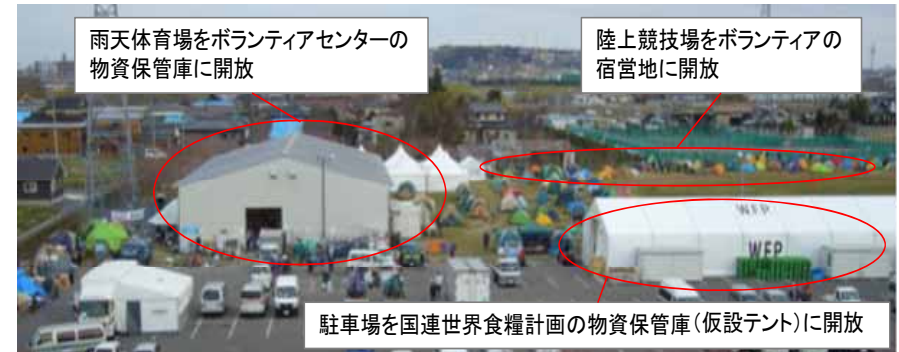 雨天体育場をボランティアセンターの
物資保管庫に開放
陸上競技場をボランティアの
宿営地に開放
WFP
WFP
駐車場を国連世界食糧計画の物資保管庫(仮設テント)に開放